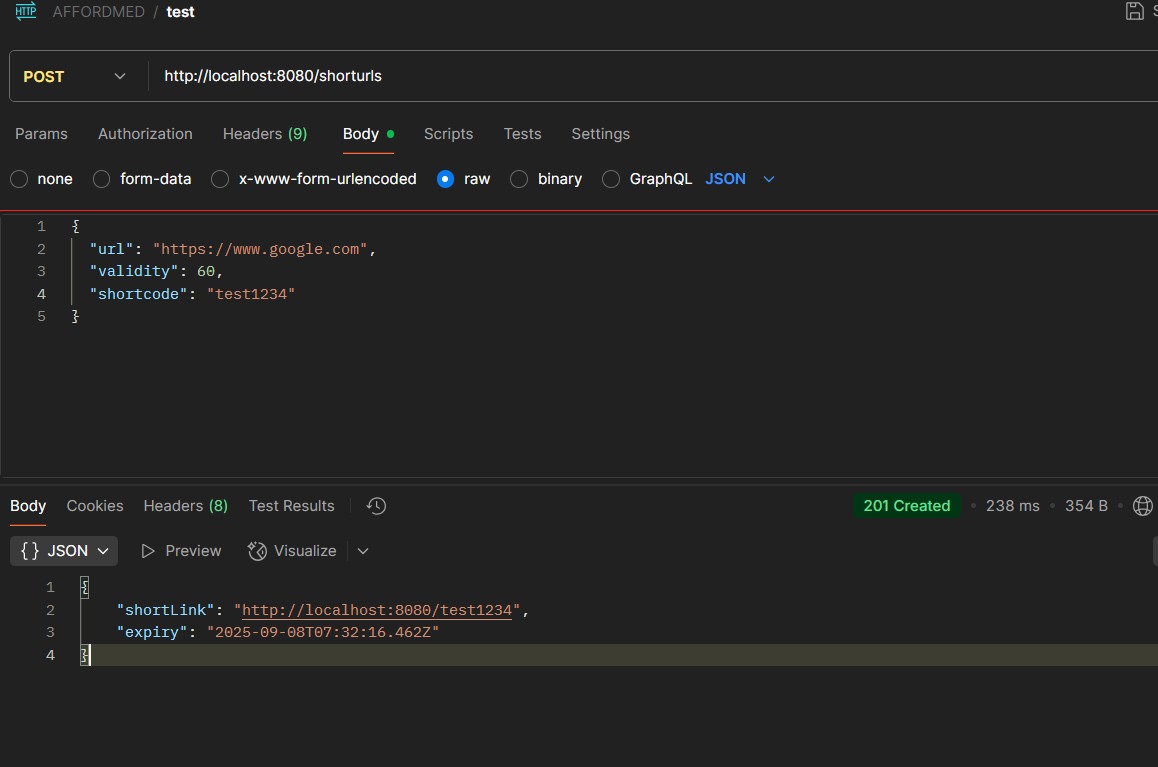 HTTP AFFORDMED / test
POST http://localhost:8080/shorturls
Params Authorization Headers (9) Body Scripts Tests Settings
none form-data x-www-form-urlencoded raw binary GraphQL JSON
1 {
2 "url": "https://www.google.com",
3 "validity": 60,
4 "shortcode": "test1234"
5 }
Body Cookies Headers (8) Test Results 201 Created 238 ms 354 B
{} JSON Preview Visualize
1 {
2 "shortLink": "http://localhost:8080/test1234",
3 "expiry": "2025-09-08T07:32:16.462Z"
4 }